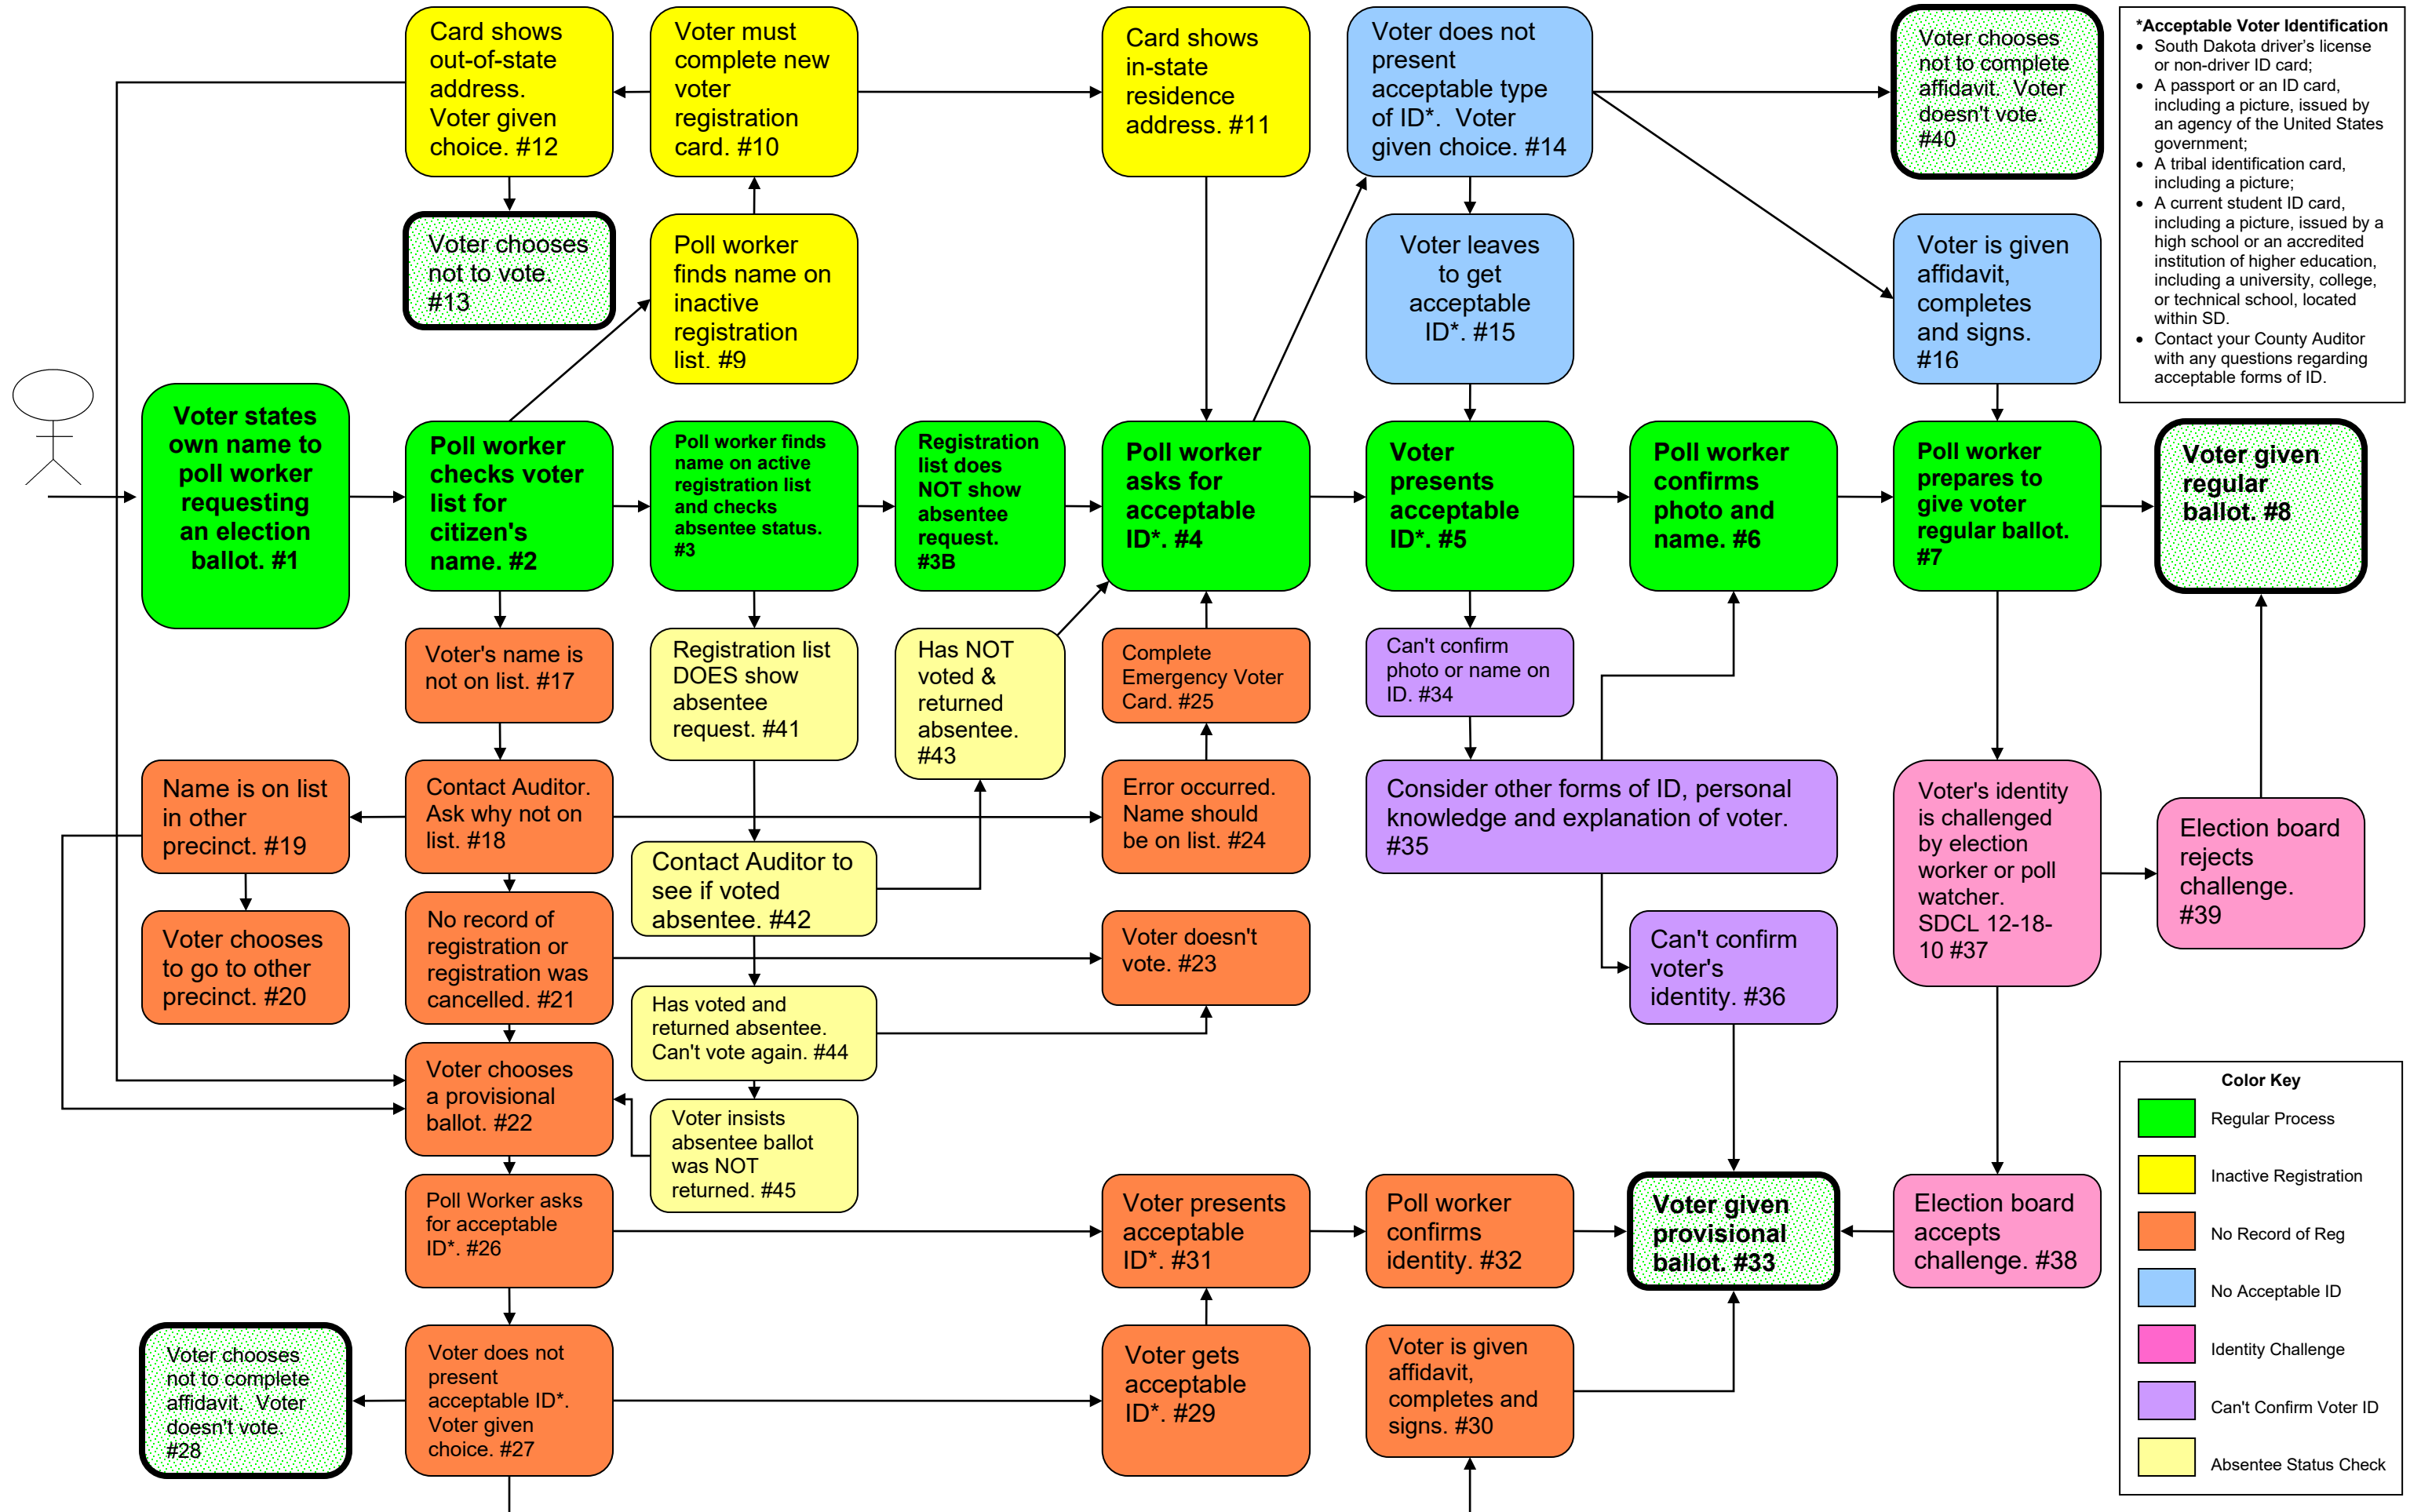 Card shows
out-of-state
address.
Voter given
choice. #12
Voter must
complete new
voter
registration
card. #10
Card shows
in-state
residence
address. #11
Voter does not
present
acceptable type
of ID*.  Voter
given choice. #14
Voter chooses
not to complete
affidavit.  Voter
doesn't vote.
#40
*Acceptable Voter Identification
• South Dakota driver's license
or non-driver ID card;
• A passport or an ID card,
including a picture, issued by
an agency of the United States
government;
• A tribal identification card,
including a picture;
• A current student ID card,
including a picture, issued by a
high school or an accredited
institution of higher education,
including a university, college,
or technical school, located
within SD.
• Contact your County Auditor
with any questions regarding
acceptable forms of ID.
Voter chooses
not to vote.
#13
Poll worker
finds name on
inactive
registration
list. #9
Voter leaves
to get
acceptable
ID*. #15
Voter is given
affidavit,
completes
and signs.
#16
Voter states
own name to
poll worker
requesting
an election
ballot. #1
Poll worker
checks voter
list for
citizen's
name. #2
Poll worker finds
name on active
registration list
and checks
absentee status.
#3
Registration
list does
NOT show
absentee
request.
#3B
Poll worker
asks for
acceptable
ID*. #4
Voter
presents
acceptable
ID*. #5
Poll worker
confirms
photo and
name. #6
Poll worker
prepares to
give voter
regular ballot.
#7
Voter given
regular
ballot. #8
Voter's name is
not on list. #17
Registration list
DOES show
absentee
request. #41
Has NOT
voted &
returned
absentee.
#43
Complete
Emergency Voter
Card. #25
Can't confirm
photo or name on
ID. #34
Name is on list
in other
precinct. #19
Contact Auditor.
Ask why not on
list. #18
Error occurred.
Name should
be on list. #24
Consider other forms of ID, personal
knowledge and explanation of voter.
#35
Voter's identity
is challenged
by election
worker or poll
watcher.
SDCL 12-18-
10 #37
Election board
rejects
challenge.
#39
Contact Auditor to
see if voted
absentee. #42
Voter chooses
to go to other
precinct. #20
No record of
registration or
registration was
cancelled. #21
Voter doesn't
vote. #23
Can't confirm
voter's
identity. #36
Has voted and
returned absentee.
Can't vote again. #44
Voter chooses
a provisional
ballot. #22
Voter insists
absentee ballot
was NOT
returned. #45
Poll Worker asks
for acceptable
ID*. #26
Voter presents
acceptable
ID*. #31
Poll worker
confirms
identity. #32
Voter given
provisional
ballot. #33
Election board
accepts
challenge. #38
Voter chooses
not to complete
affidavit.  Voter
doesn't vote.
#28
Voter does not
present
acceptable ID*.
Voter given
choice. #27
Voter gets
acceptable
ID*. #29
Voter is given
affidavit,
completes and
signs. #30
Color Key
Regular Process
Inactive Registration
No Record of Reg
No Acceptable ID
Identity Challenge
Can't Confirm Voter ID
Absentee Status Check